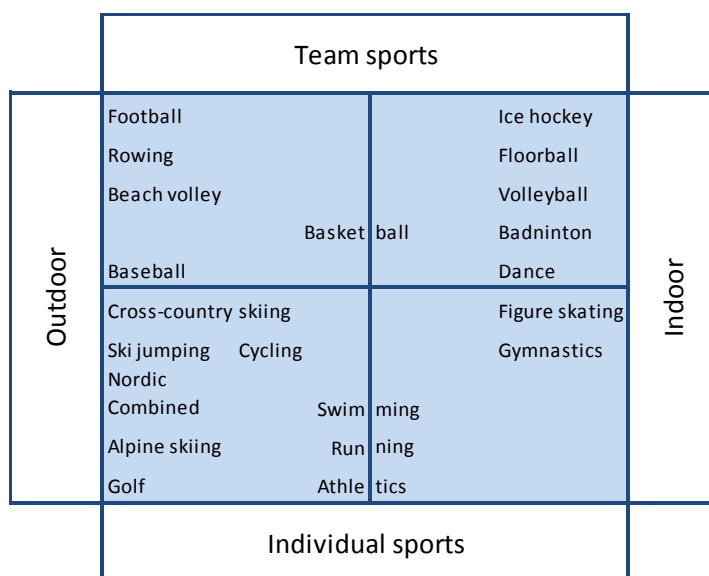 Team sports
Football Ice hockey
Rowing Floorball
Beach volley Volleyball
Basket ball Badninton
Baseball Dance
Outdoor
Indoor
Cross-country skiing Figure skating
Ski jumping Cycling Gymnastics
Nordic
Combined Swim ming
Alpine skiing Run ning
Golf Athle tics
Individual sports